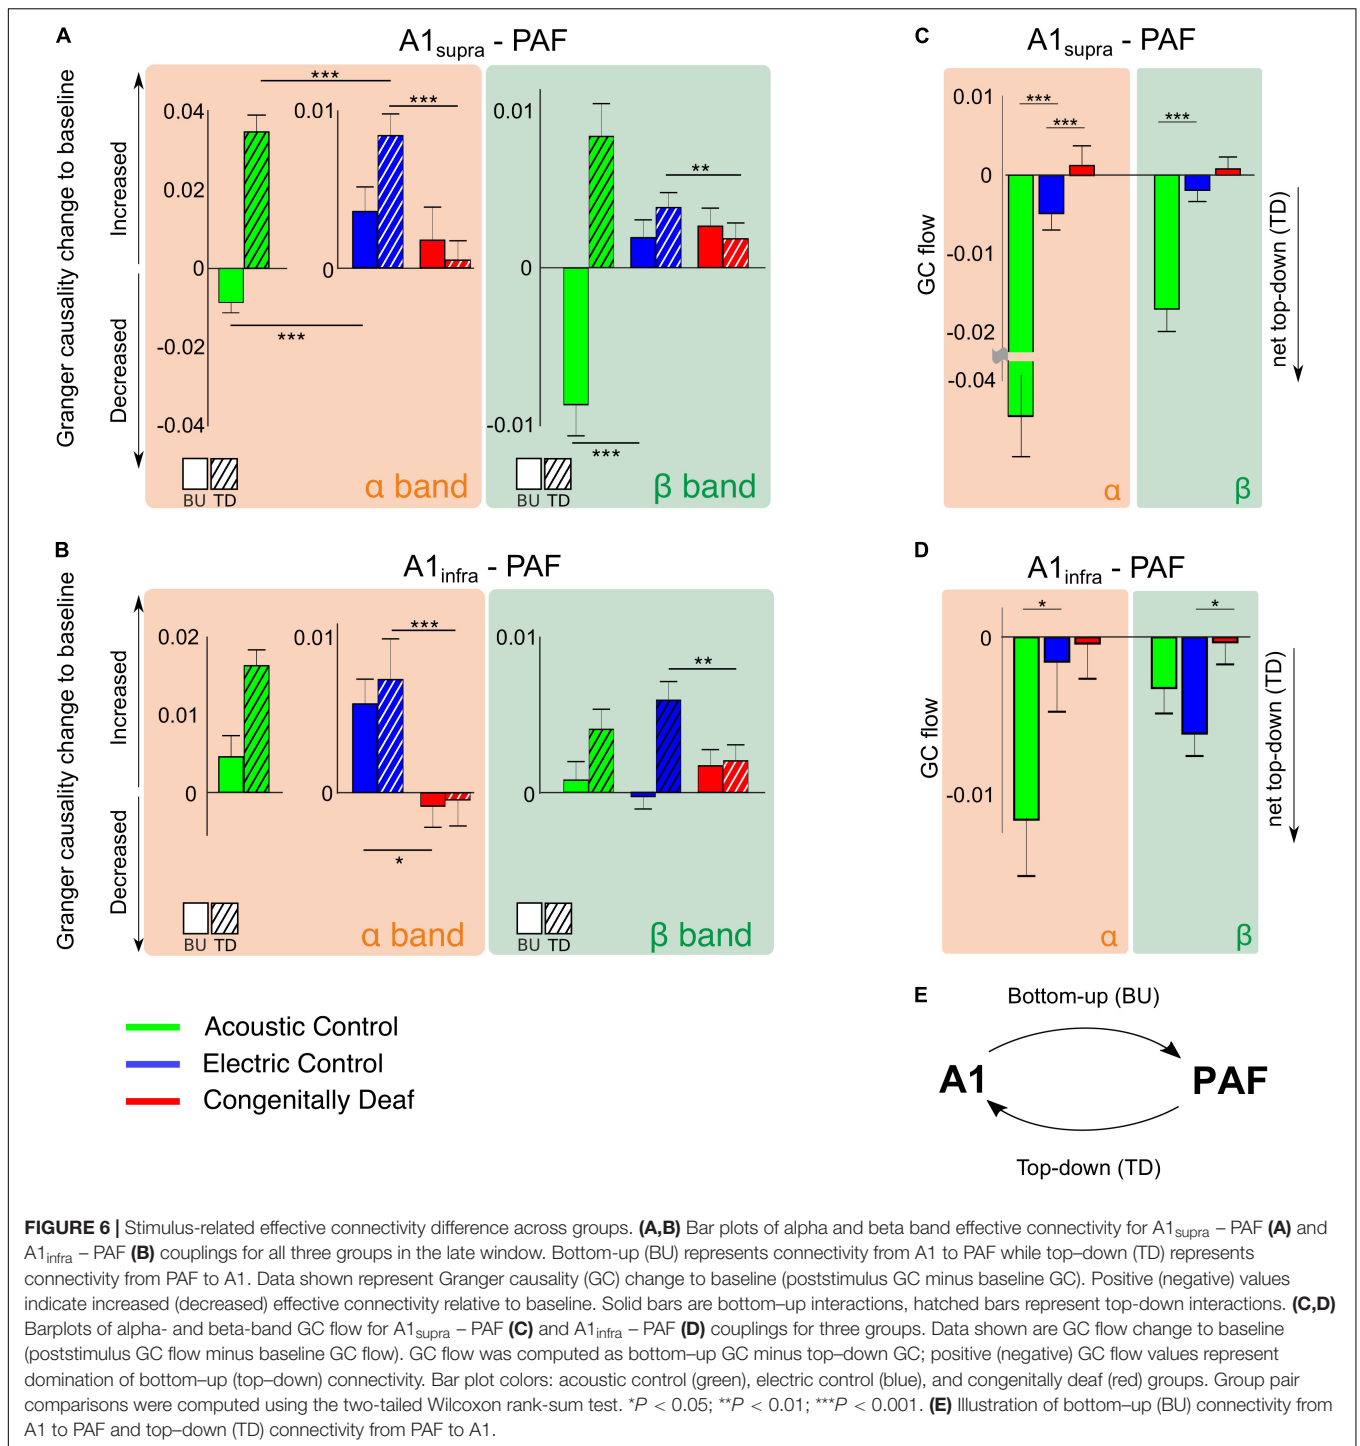 A
A1supra - PAF
Granger causality change to baseline
Increased
Decreased
0.04
0.02
0
-0.02
-0.04
***
***
0.01
0
***
BU TD
α band
0.01
0
-0.01
**
***
BU TD
β band
B
A1infra - PAF
Granger causality change to baseline
Increased
Decreased
0.02
0.01
0
0.01
0
***
*
BU TD
α band
0.01
0
**
BU TD
β band
C
A1supra - PAF
GC flow
0.01
0
-0.01
-0.02
-0.04
***
***
***
α
β
net top-down (TD)
D
A1infra - PAF
GC flow
0
-0.01
*
*
α
β
net top-down (TD)
Acoustic Control
Electric Control
Congenitally Deaf
E
Bottom-up (BU)
A1 PAF
Top-down (TD)
FIGURE 6 | Stimulus-related effective connectivity difference across groups. (A,B) Bar plots of alpha and beta band effective connectivity for A1supra – PAF (A) and
A1infra – PAF (B) couplings for all three groups in the late window. Bottom-up (BU) represents connectivity from A1 to PAF while top–down (TD) represents
connectivity from PAF to A1. Data shown represent Granger causality (GC) change to baseline (poststimulus GC minus baseline GC). Positive (negative) values
indicate increased (decreased) effective connectivity relative to baseline. Solid bars are bottom–up interactions, hatched bars represent top-down interactions. (C,D)
Barplots of alpha- and beta-band GC flow for A1supra – PAF (C) and A1infra – PAF (D) couplings for three groups. Data shown are GC flow change to baseline
(poststimulus GC flow minus baseline GC flow). GC flow was computed as bottom–up GC minus top–down GC; positive (negative) GC flow values represent
domination of bottom–up (top–down) connectivity. Bar plot colors: acoustic control (green), electric control (blue), and congenitally deaf (red) groups. Group pair
comparisons were computed using the two-tailed Wilcoxon rank-sum test. *P < 0.05; **P < 0.01; ***P < 0.001. (E) Illustration of bottom–up (BU) connectivity from
A1 to PAF and top–down (TD) connectivity from PAF to A1.